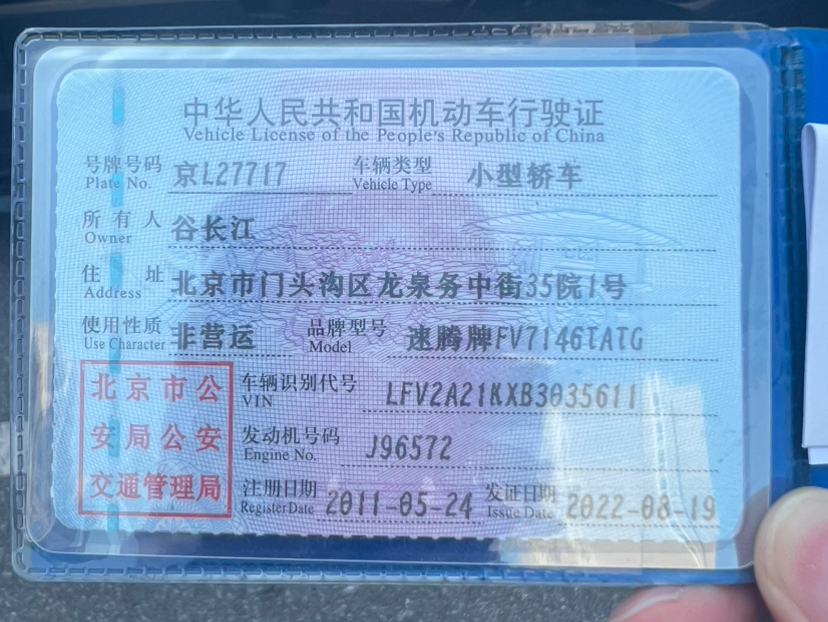 中华人民共和国机动车行驶证
Vehicle License of the People's Republic of China
号牌号码 京L27717 车辆类型 小型轿车
Plate No. Vehicle Type
所有人 谷长江
Owner
住址 北京市门头沟区龙泉务中街35院1号
Address
使用性质 非营运 品牌型号 速腾牌FV7146TATG
Use Character Model
北京市公安局公安交通管理局
车辆识别代号 LFV2A21KXB3035611
VIN
发动机号码 J96572
Engine No.
注册日期 2011-05-24 发证日期 2022-08-19
Register Date Issue Date